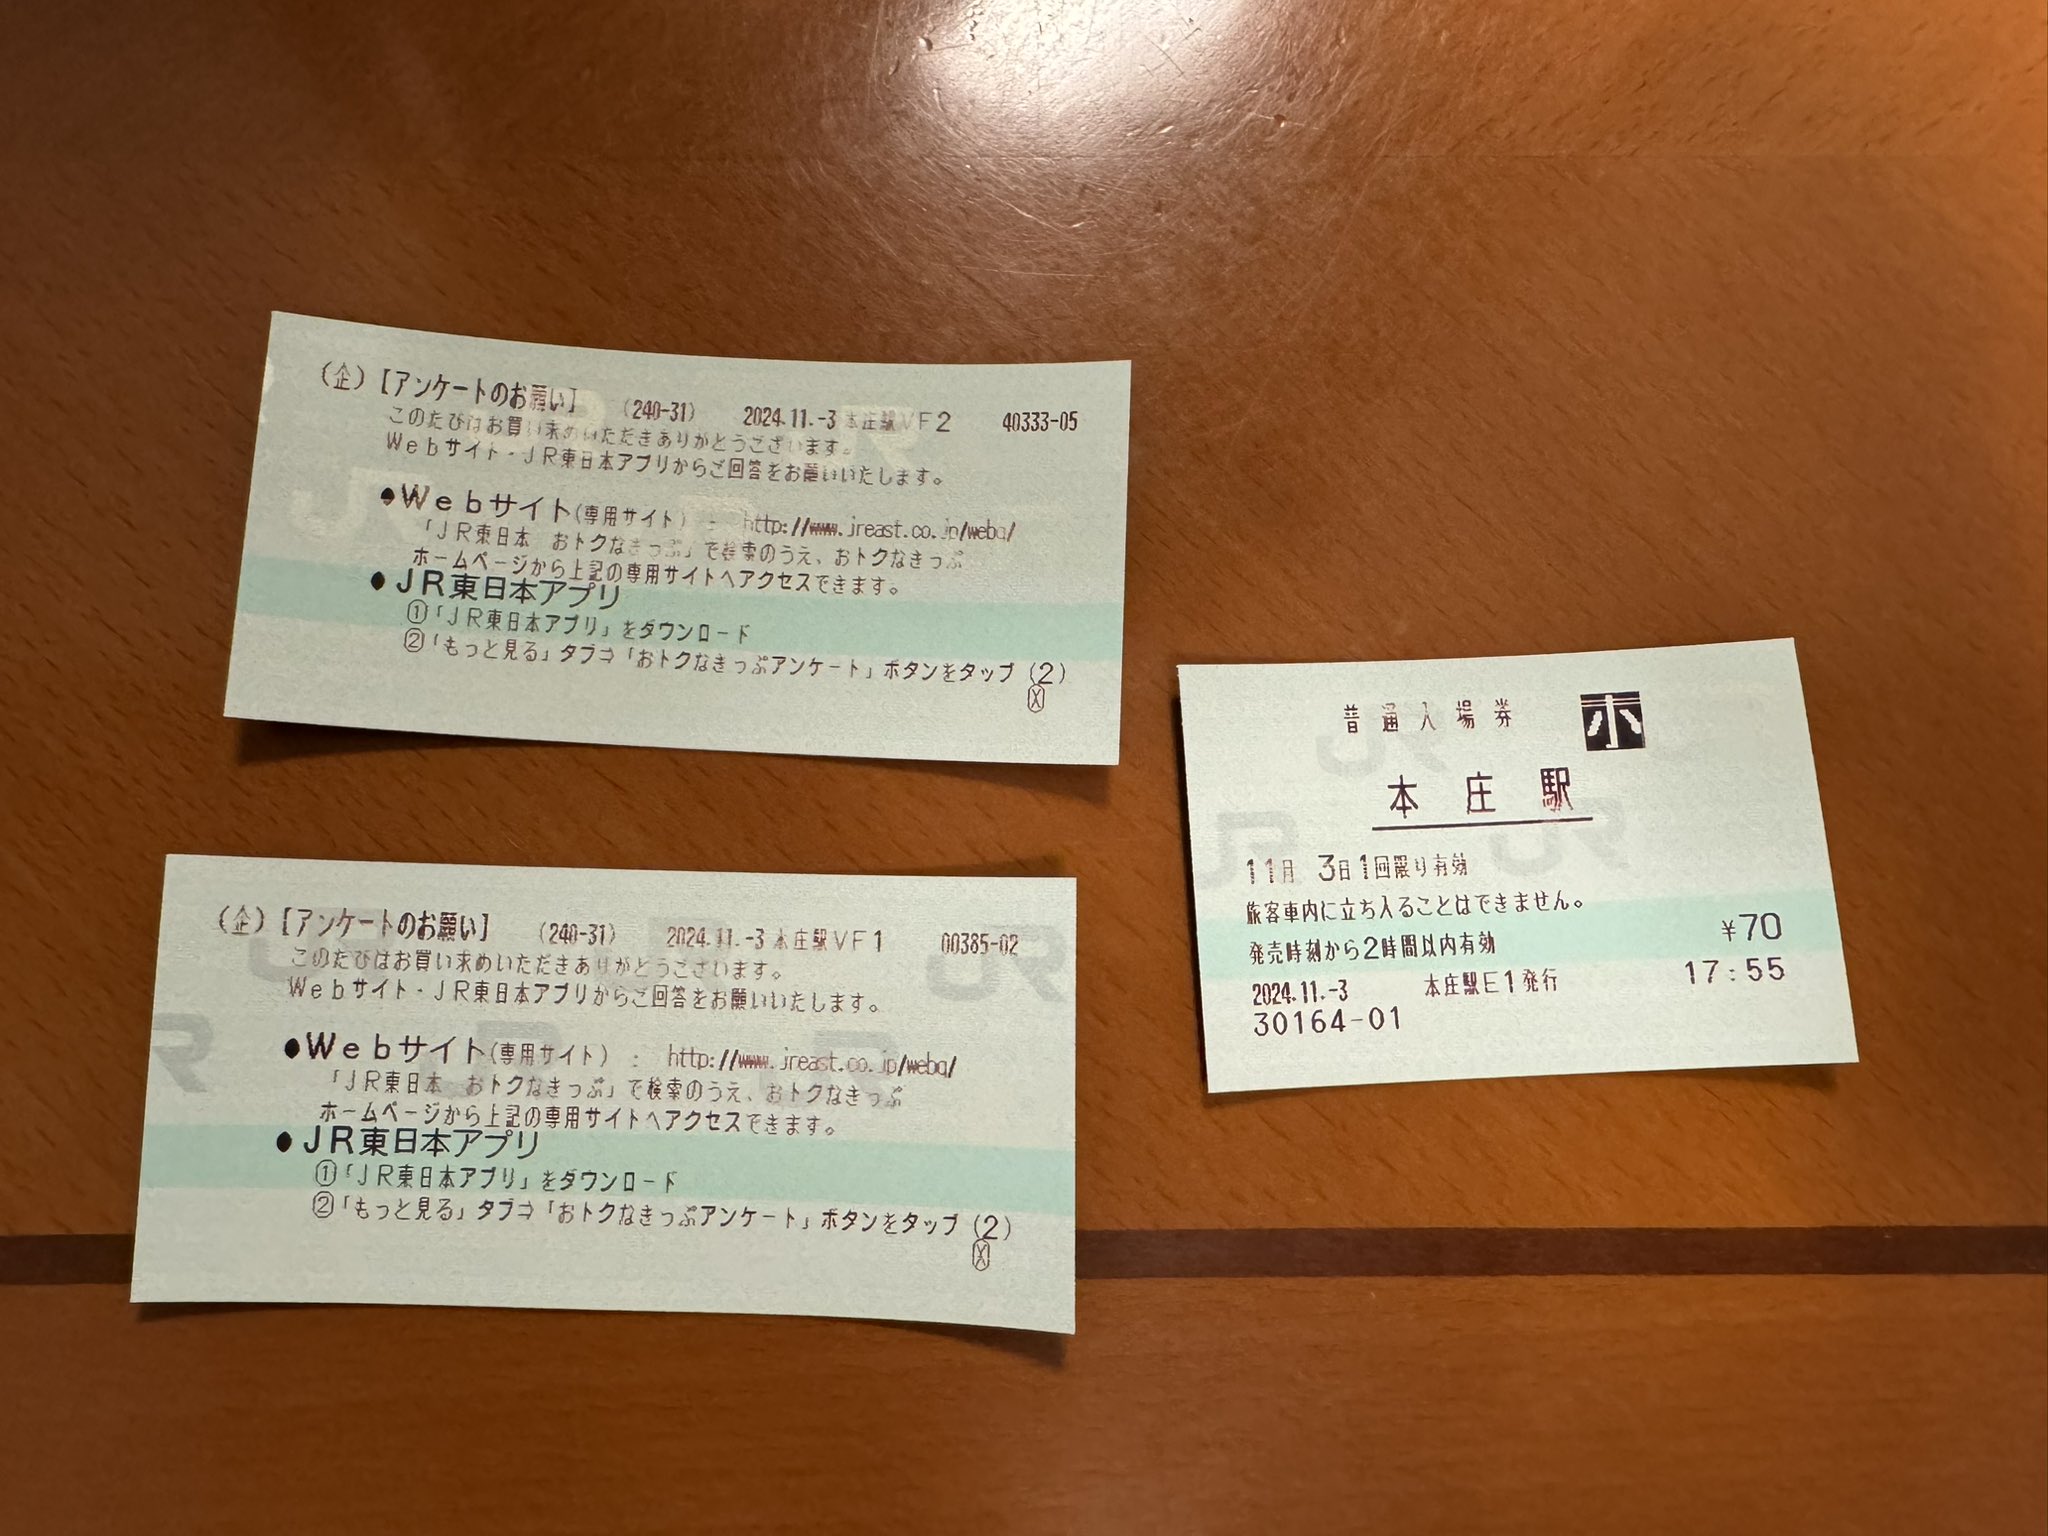 (企)【アンケートのお願い】 (240-31) 2024.11.-3 本庄駅VF2 40333-05
このたびはお買い求めいただきありがとうございます。
Webサイト・JR東日本アプリからご回答をお願いいたします。
●Webサイト(専用サイト) : http://www.jreast.co.jp/webq/
「JR東日本 おトクなきっぷ」で検索のうえ、おトクなきっぷ
ホームページから上記の専用サイトへアクセスできます。
●JR東日本アプリ
①「JR東日本アプリ」をダウンロード
②「もっと見る」タブ⇒「おトクなきっぷアンケート」ボタンをタップ (2)
(企)【アンケートのお願い】 (240-31) 2024.11.-3 本庄駅VF1 00385-02
このたびはお買い求めいただきありがとうございます。
Webサイト・JR東日本アプリからご回答をお願いいたします。
●Webサイト(専用サイト) : http://www.jreast.co.jp/webq/
「JR東日本 おトクなきっぷ」で検索のうえ、おトクなきっぷ
ホームページから上記の専用サイトへアクセスできます。
●JR東日本アプリ
①「JR東日本アプリ」をダウンロード
②「もっと見る」タブ⇒「おトクなきっぷアンケート」ボタンをタップ (2)
普通入場券 小
本庄駅
11月 3日1回限り有効
旅客車内に立ち入ることはできません。
発売時刻から2時間以内有効 ¥70
2024.11.-3 本庄駅E1発行 17:55
30164-01